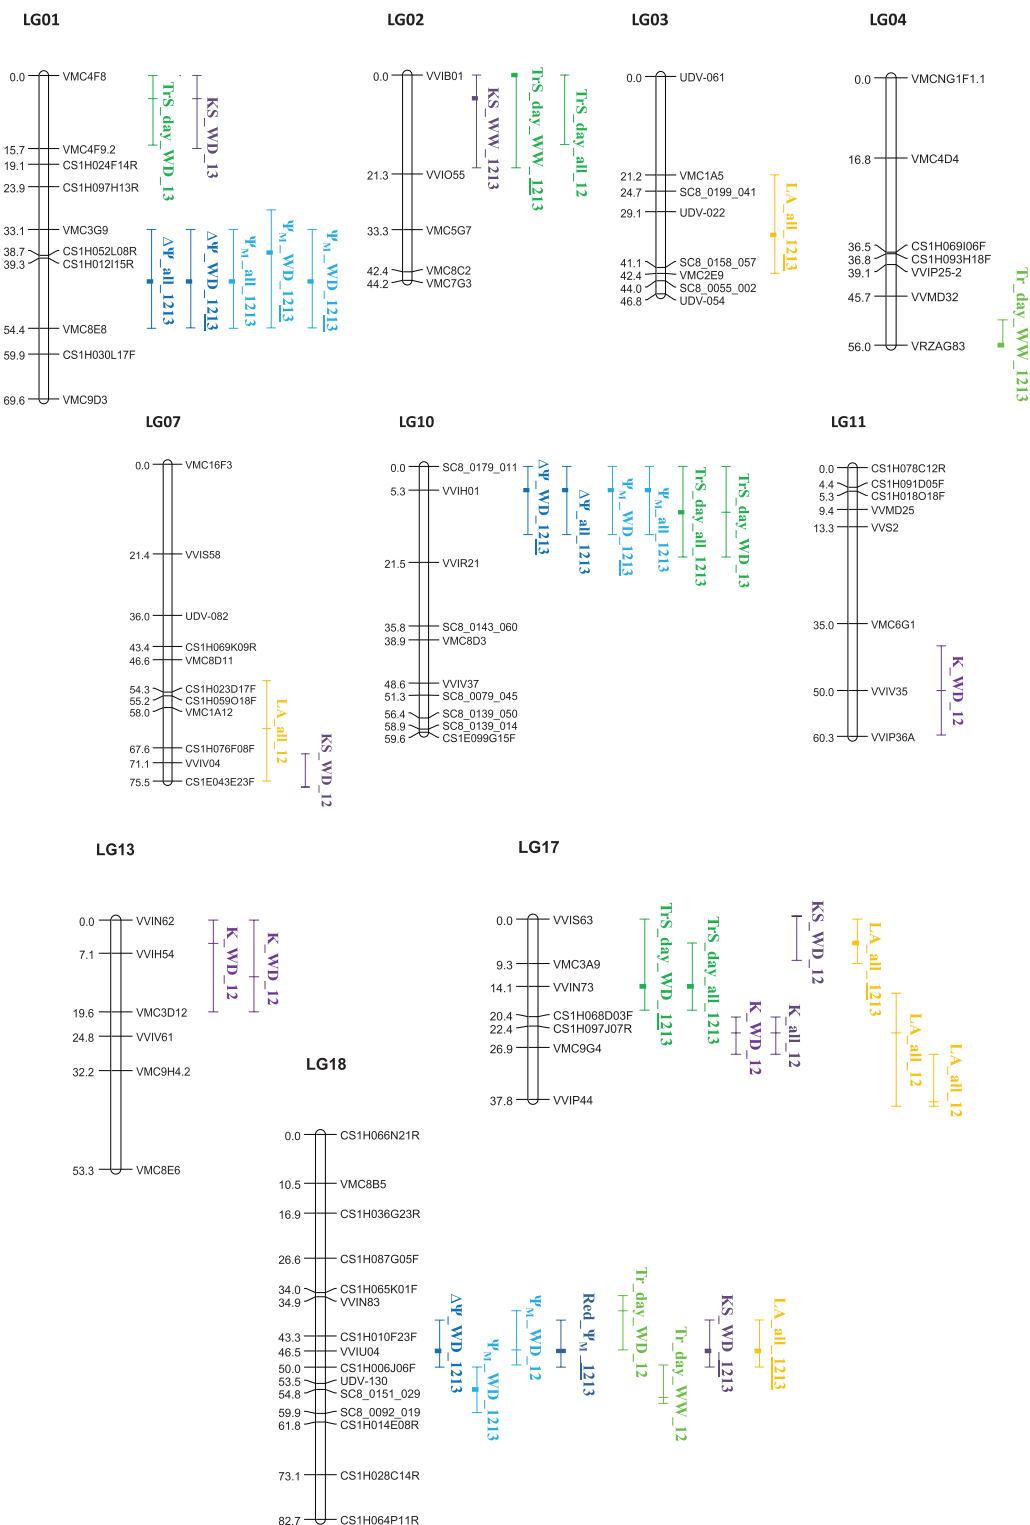 LG01
0.0 VMC4F8
15.7 VMC4F9.2
19.1 CS1H024F14R
23.9 CS1H097H13R
33.1 VMC3G9
38.7 CS1H052L08R
39.3 CS1H012I15R
54.4 VMC8E8
59.9 CS1H030L17F
69.6 VMC9D3
TrS_day_WD_13
KS_WD_13
ΔΨ_all_1213
ΔΨ_WD_1213
Ψ_M_all_1213
Ψ_M_WD_1213
Ψ_M_WD_1213
LG02
0.0 VVIB01
21.3 VVIO55
33.3 VMC5G7
42.4 VMC8C2
44.2 VMC7G3
KS_WW_1213
TrS_day_WW_1213
TrS_day_all_12
LG03
0.0 UDV-061
21.2 VMC1A5
24.7 SC8_0199_041
29.1 UDV-022
41.1 SC8_0158_057
42.4 VMC2E9
44.0 SC8_0055_002
46.8 UDV-054
LA_all_1213
LG04
0.0 VMCNG1F1.1
16.8 VMC4D4
36.5 CS1H069I06F
36.8 CS1H093H18F
39.1 VVIP25-2
45.7 VVMD32
56.0 VRZAG83
Tr_day_WW_1213
LG07
0.0 VMC16F3
21.4 VVIS58
36.0 UDV-082
43.4 CS1H069K09R
46.6 VMC8D11
54.3 CS1H023D17F
55.2 CS1H059O18F
58.0 VMC1A12
67.6 CS1H076F08F
71.1 VVIV04
75.5 CS1E043E23F
LA_all_12
KS_WD_12
LG10
0.0 SC8_0179_011
5.3 VVIH01
21.5 VVIR21
35.8 SC8_0143_060
38.9 VMC8D3
48.6 VVIV37
51.3 SC8_0079_045
56.4 SC8_0139_050
58.9 SC8_0139_014
59.6 CS1E099G15F
ΔΨ_WD_1213
ΔΨ_all_1213
Ψ_M_WD_1213
Ψ_M_all_1213
TrS_day_all_1213
TrS_day_WD_13
LG11
0.0 CS1H078C12R
4.4 CS1H091D05F
5.3 CS1H018O18F
9.4 VVMD25
13.3 VVS2
35.0 VMC6G1
50.0 VVIV35
60.3 VVIP36A
K_WD_12
LG13
0.0 VVIN62
7.1 VVIH54
19.6 VMC3D12
24.8 VVIV61
32.2 VMC9H4.2
53.3 VMC8E6
K_WD_12
K_WD_12
LG17
0.0 VVIS63
9.3 VMC3A9
14.1 VVIN73
20.4 CS1H068D03F
22.4 CS1H097J07R
26.9 VMC9G4
37.8 VVIP44
TrS_day_WD_1213
TrS_day_all_1213
K_WD_12
K_all_12
KS_WD_12
LA_all_1213
LA_all_12
LA_all_12
LG18
0.0 CS1H066N21R
10.5 VMC8B5
16.9 CS1H036G23R
26.6 CS1H087G05F
34.0 CS1H065K01F
34.9 VVIN83
43.3 CS1H010F23F
46.5 VVIU04
50.0 CS1H006J06F
53.5 UDV-130
54.8 SC8_0151_029
59.9 SC8_0092_019
61.8 CS1H014E08R
73.1 CS1H028C14R
82.7 CS1H064P11R
ΔΨ_WD_1213
Ψ_M_WD_1213
Ψ_M_WD_12
Red_Ψ_M_1213
Tr_day_WD_12
Tr_day_WW_12
KS_WD_1213
LA_all_1213